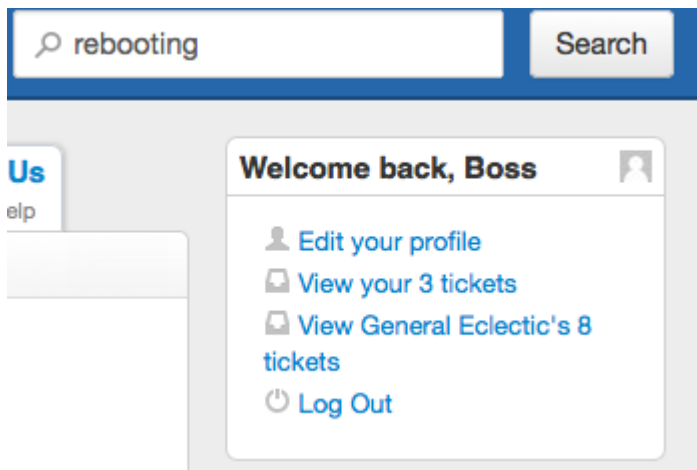 rebooting
Search
Us
elp
Welcome back, Boss
Edit your profile
View your 3 tickets
View General Eclectic's 8
tickets
Log Out